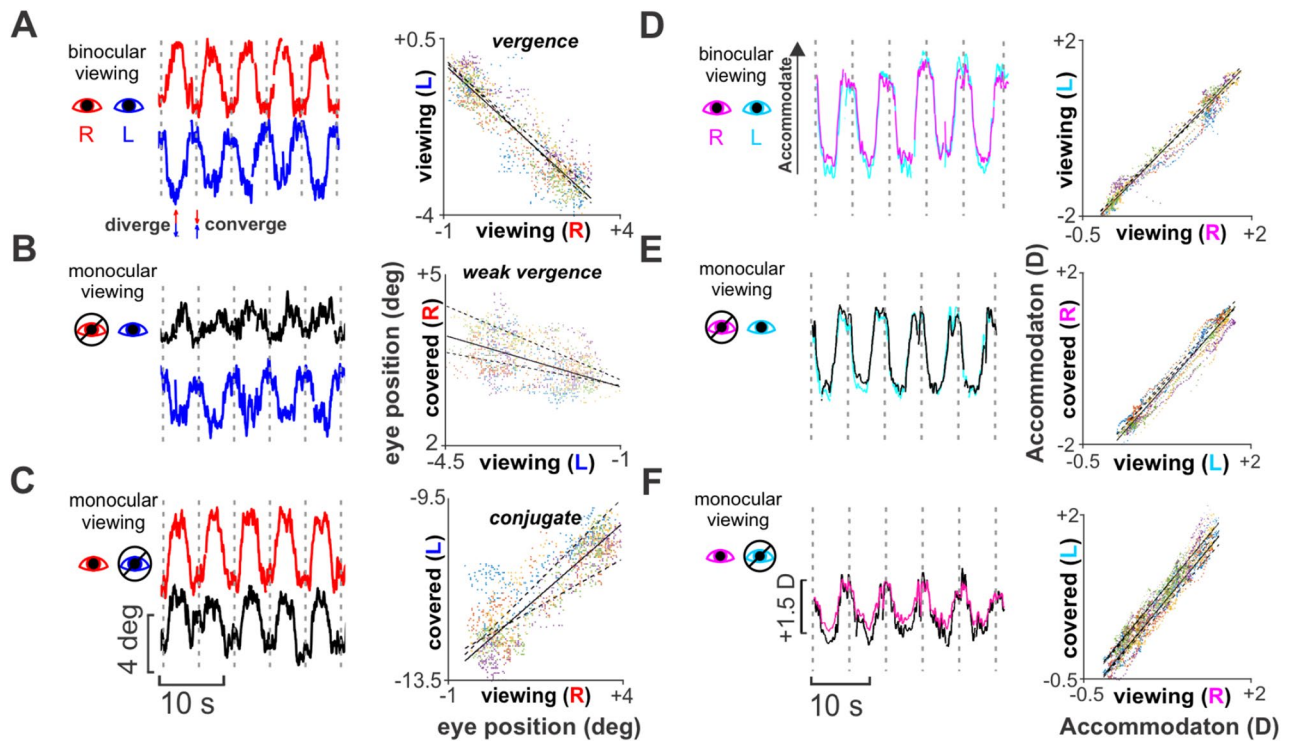 A
binocular
viewing
R
L
diverge
converge
+0.5
vergence
viewing (L)
-4
-1
viewing (R)
+4
B
monocular
viewing
eye position (deg)
+5
weak vergence
covered (R)
2
-4.5
viewing (L)
-1
C
monocular
viewing
4 deg
10 s
-9.5
conjugate
covered (L)
-13.5
-1
viewing (R)
+4
eye position (deg)
D
binocular
viewing
R
L
Accommodate
+2
viewing (L)
-2
-0.5
viewing (R)
+2
E
monocular
viewing
Accommodaton (D)
+2
covered (R)
-2
-0.5
viewing (L)
+2
F
monocular
viewing
+1.5 D
10 s
+2
covered (L)
-0.5
-0.5
viewing (R)
+2
Accommodaton (D)